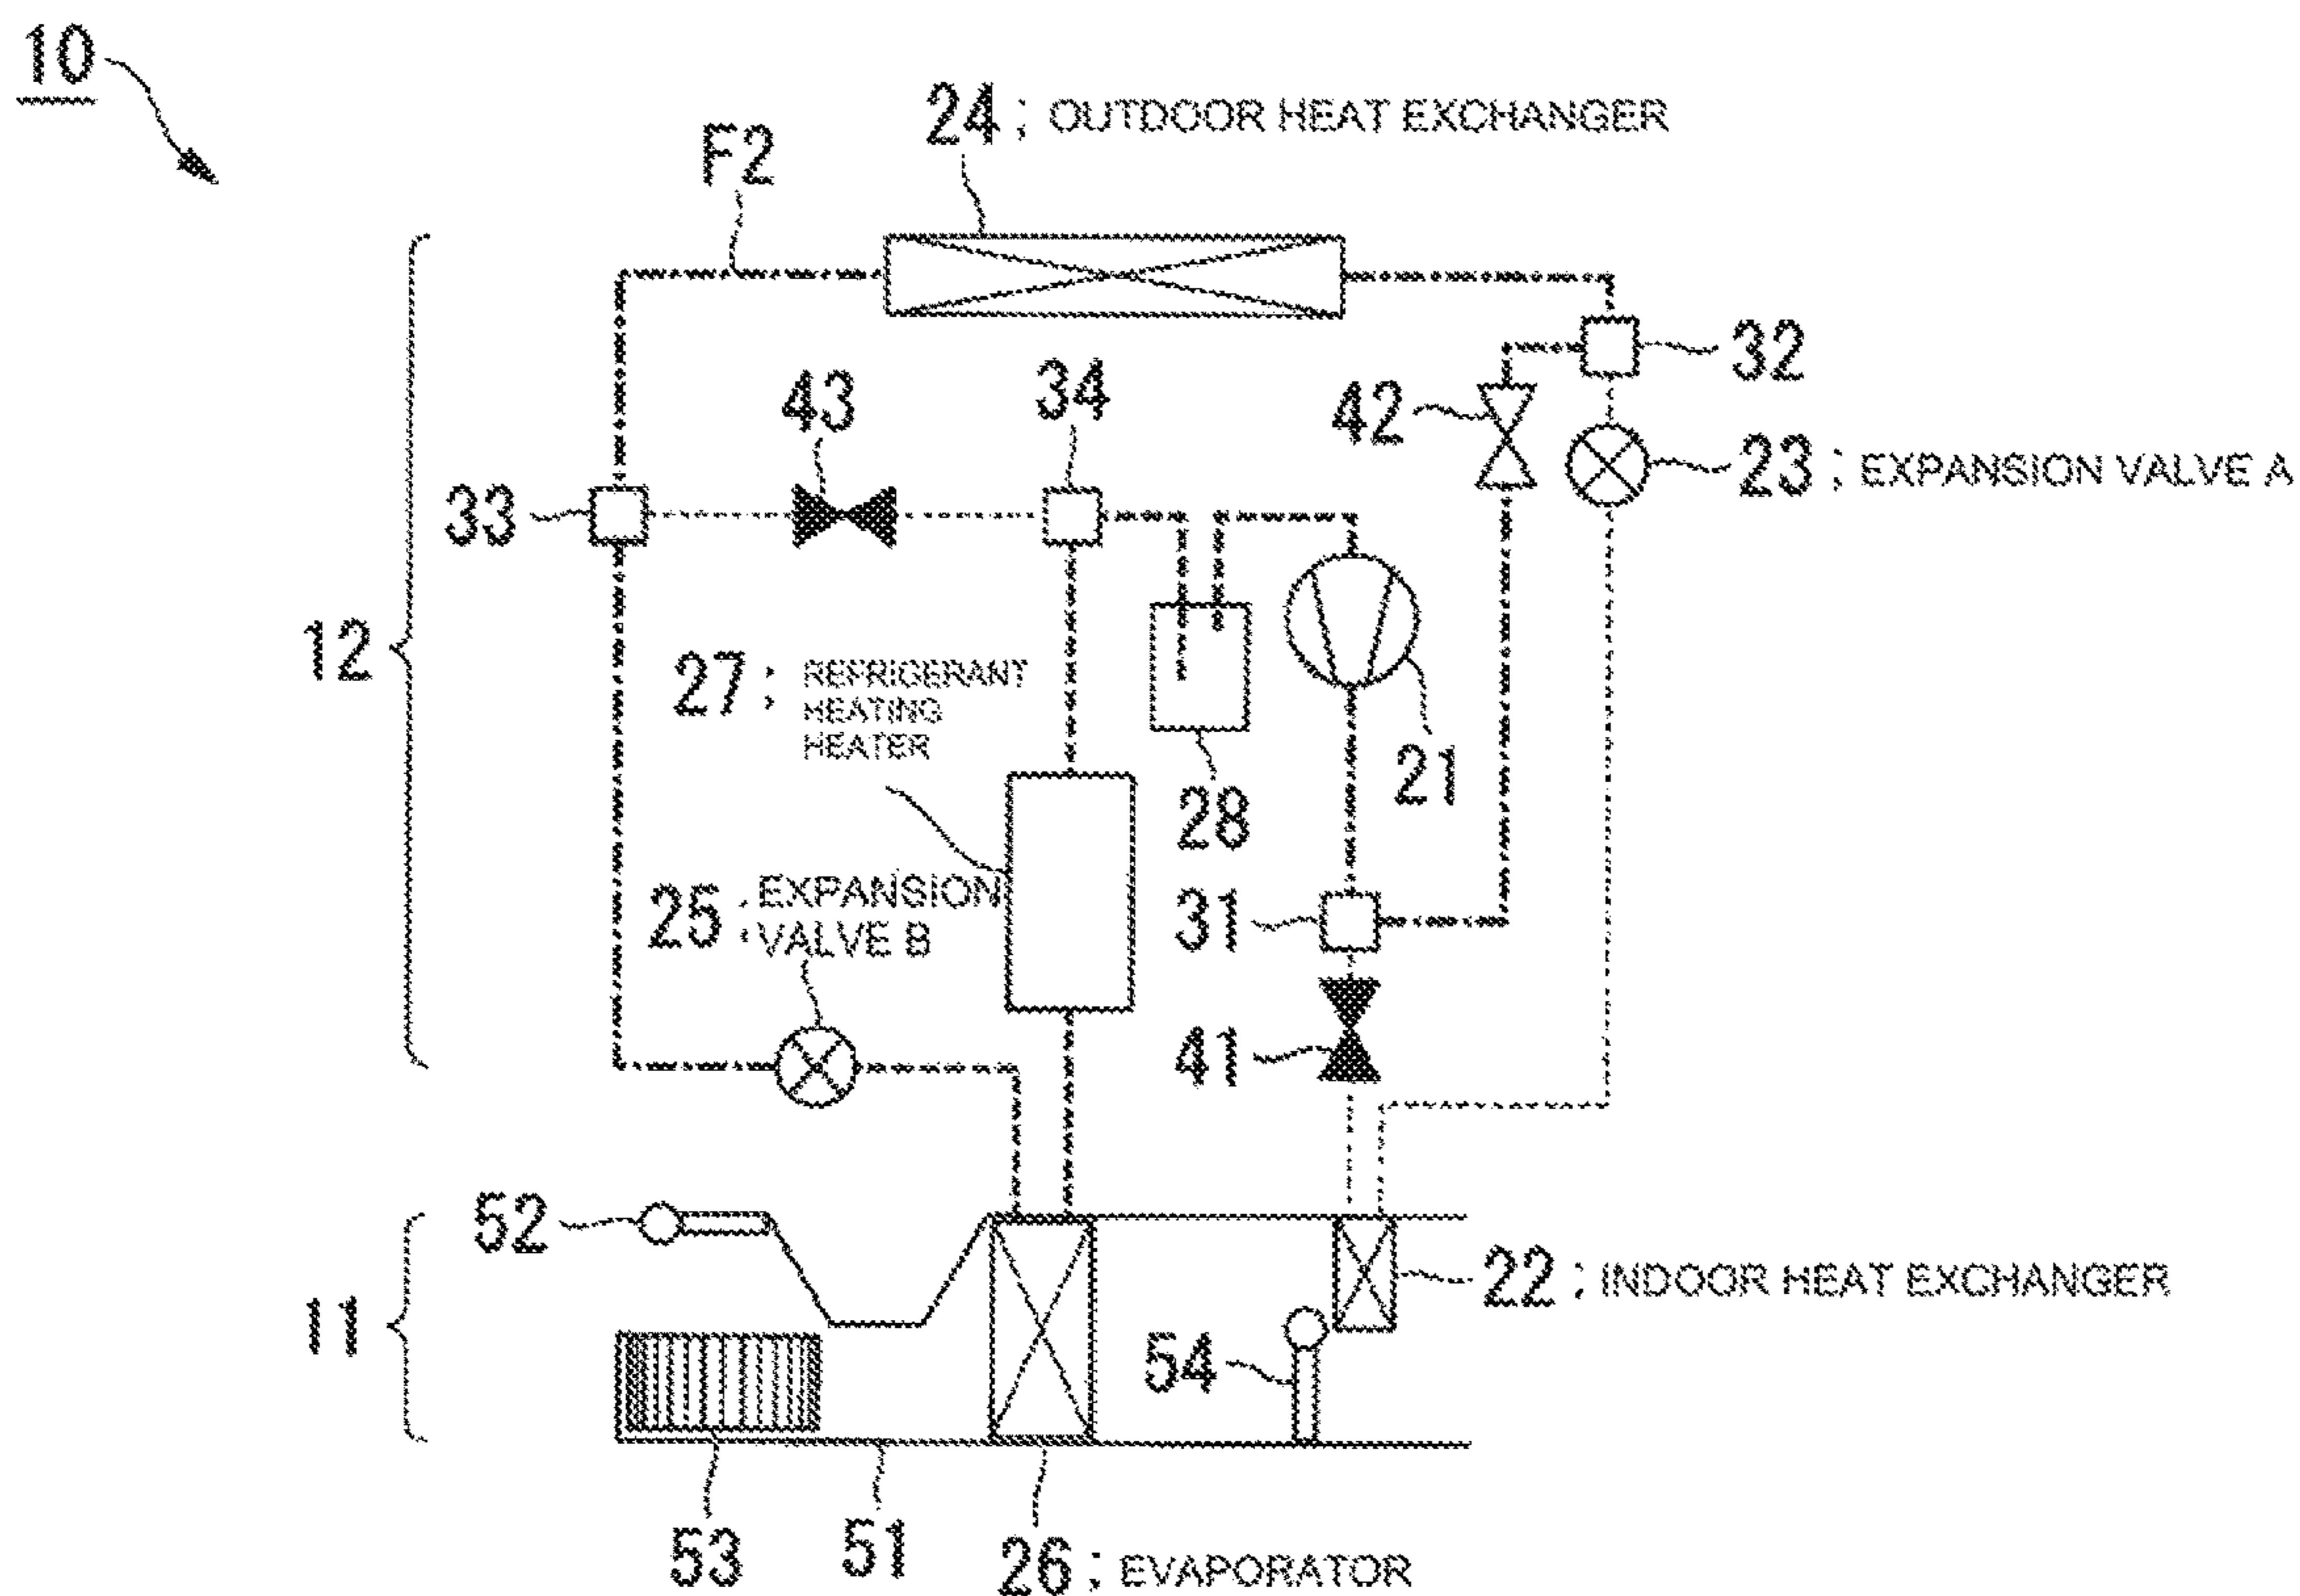 10
24 ; OUTDOOR HEAT EXCHANGER
F2
32
43
34
42
23 ; EXPANSION VALVE A
33
12
27 ; REFRIGERANT
HEATING
HEATER
21
28
25 ; EXPANSION
VALVE B
31
41
52
22 ; INDOOR HEAT EXCHANGER
11
54
53
51
26 ; EVAPORATOR